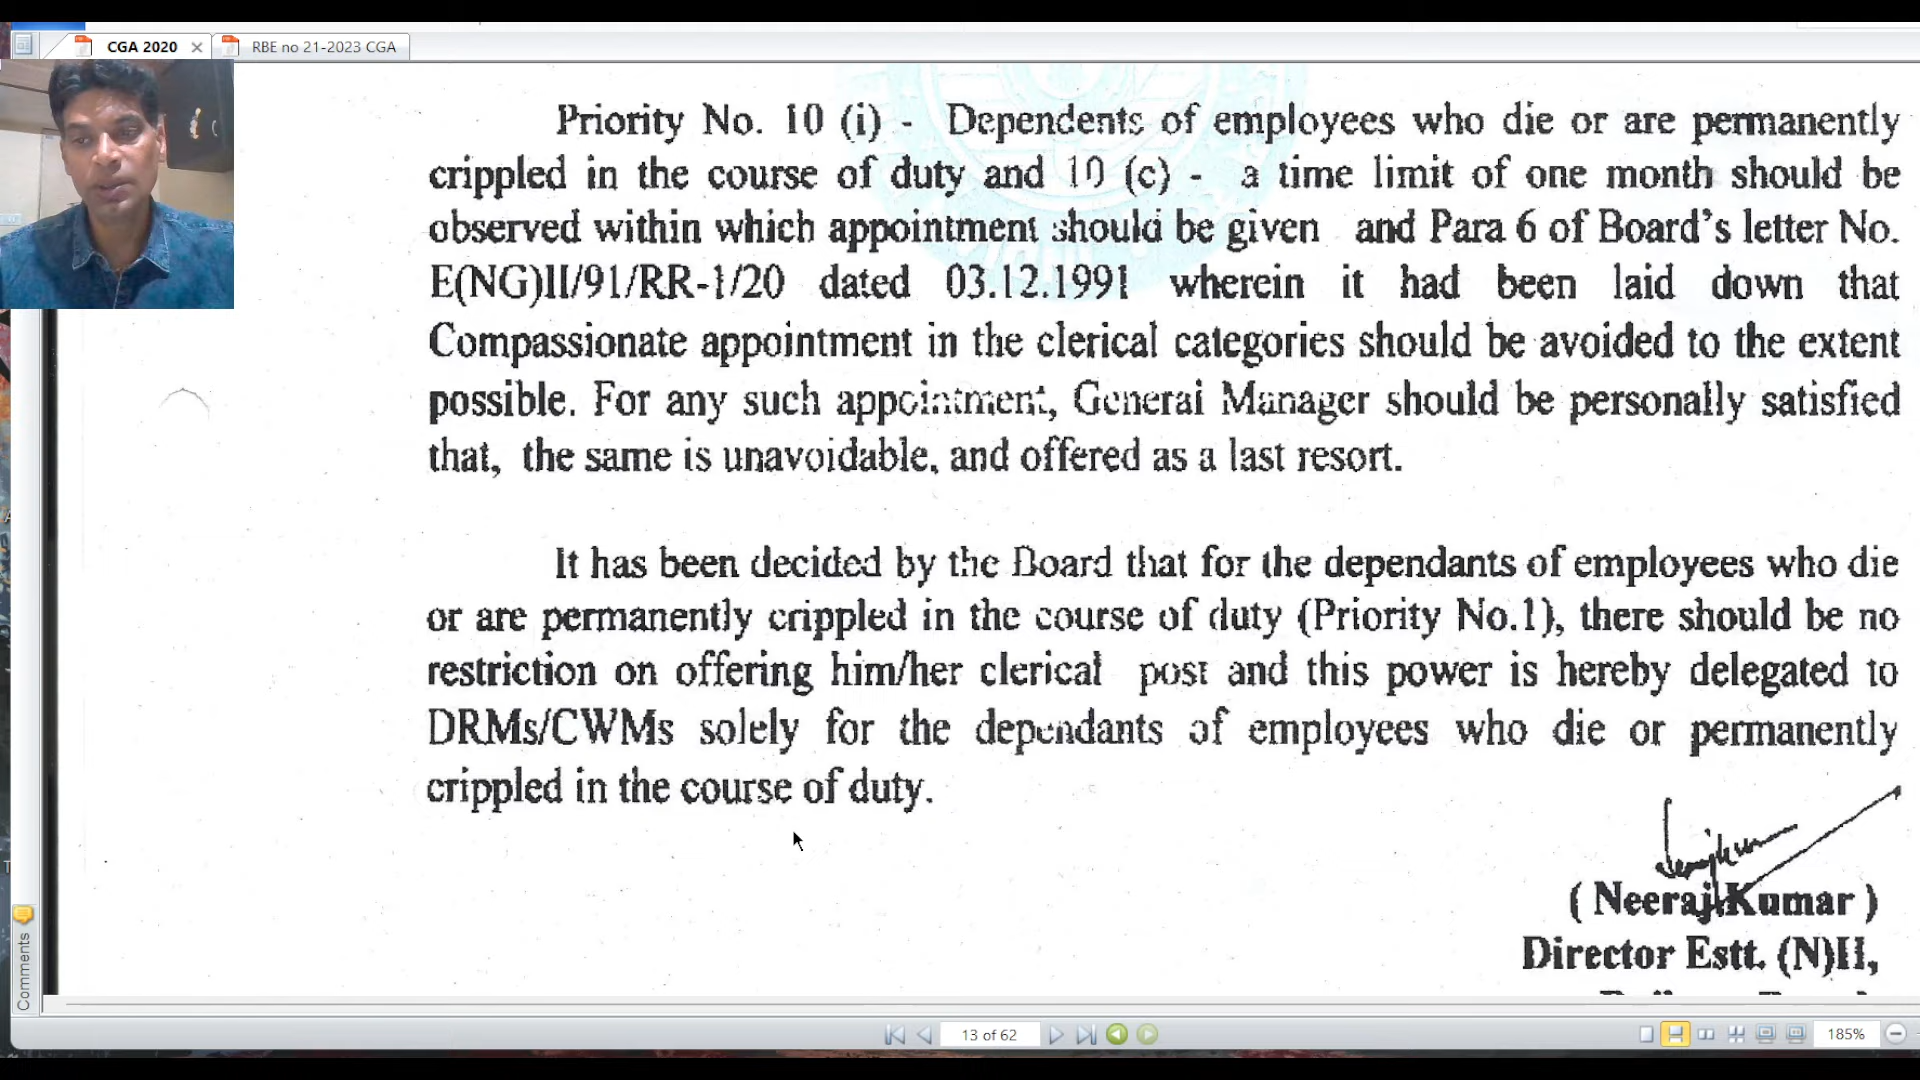 CGA 2020
RBE no 21-2023 CGA
Priority No. 10 (i) - Dependents of employees who die or are permanently
crippled in the course of duty and 10 (c) - a time limit of one month should be
observed within which appointment should be given and Para 6 of Board's letter No.
E(NG)II/91/RR-1/20 dated 03.12.1991 wherein it had been laid down that
Compassionate appointment in the clerical categories should be avoided to the extent
possible. For any such appointment, General Manager should be personally satisfied
that, the same is unavoidable, and offered as a last resort.
It has been decided by the Board that for the dependants of employees who die
or are permanently crippled in the course of duty (Priority No.1), there should be no
restriction on offering him/her clerical post and this power is hereby delegated to
DRMs/CWMs solely for the dependants of employees who die or permanently
crippled in the course of duty.
( Neeraj Kumar )
Director Estt. (N)II,
Comments
13 of 62
185%